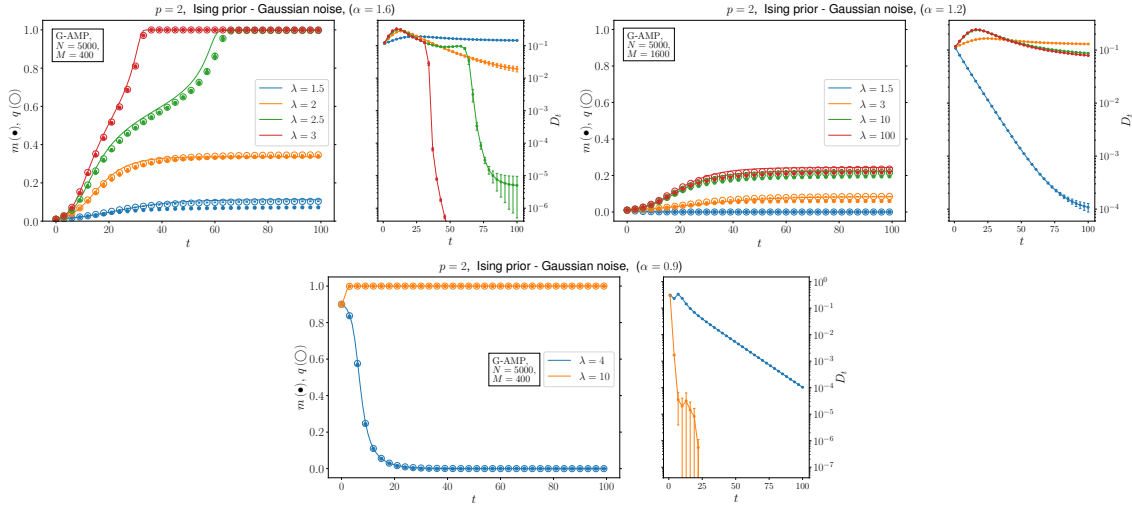 p = 2, Ising prior - Gaussian noise, (α = 1.6)
m (●), q (○)
1.0
0.8
0.6
0.4
0.2
0.0
G-AMP,
N = 5000,
M = 400
λ = 1.5
λ = 2
λ = 2.5
λ = 3
0 20 40 60 80 100
t
10⁻¹
10⁻²
10⁻³
10⁻⁴
10⁻⁵
10⁻⁶
D_t
0 25 50 75 100
t
p = 2, Ising prior - Gaussian noise, (α = 1.2)
m (●), q (○)
1.0
0.8
0.6
0.4
0.2
0.0
G-AMP,
N = 5000,
M = 1600
λ = 1.5
λ = 3
λ = 10
λ = 100
0 20 40 60 80 100
t
10⁻¹
10⁻²
10⁻³
10⁻⁴
D_t
0 25 50 75 100
t
p = 2, Ising prior - Gaussian noise, (α = 0.9)
m (●), q (○)
1.0
0.8
0.6
0.4
0.2
0.0
G-AMP,
N = 5000,
M = 400
λ = 4
λ = 10
0 20 40 60 80 100
t
10⁰
10⁻¹
10⁻²
10⁻³
10⁻⁴
10⁻⁵
10⁻⁶
10⁻⁷
D_t
0 25 50 75 100
t